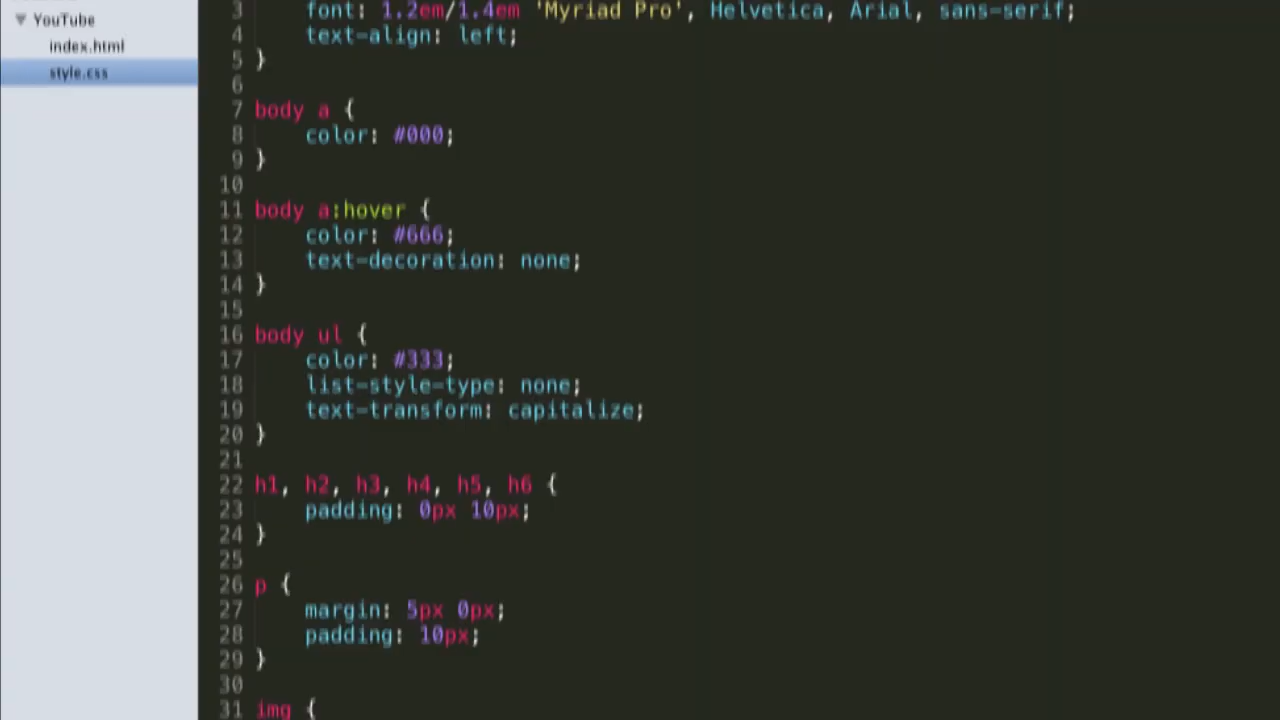 YouTube
index.html
style.css
3 font: 1.2em/1.4em 'Myriad Pro', Helvetica, Arial, sans-serif;
4 text-align: left;
5 }
6
7 body a {
8 color: #000;
9 }
10
11 body a:hover {
12 color: #666;
13 text-decoration: none;
14 }
15
16 body ul {
17 color: #333;
18 list-style-type: none;
19 text-transform: capitalize;
20 }
21
22 h1, h2, h3, h4, h5, h6 {
23 padding: 0px 10px;
24 }
25
26 p {
27 margin: 5px 0px;
28 padding: 10px;
29 }
30
31 img {